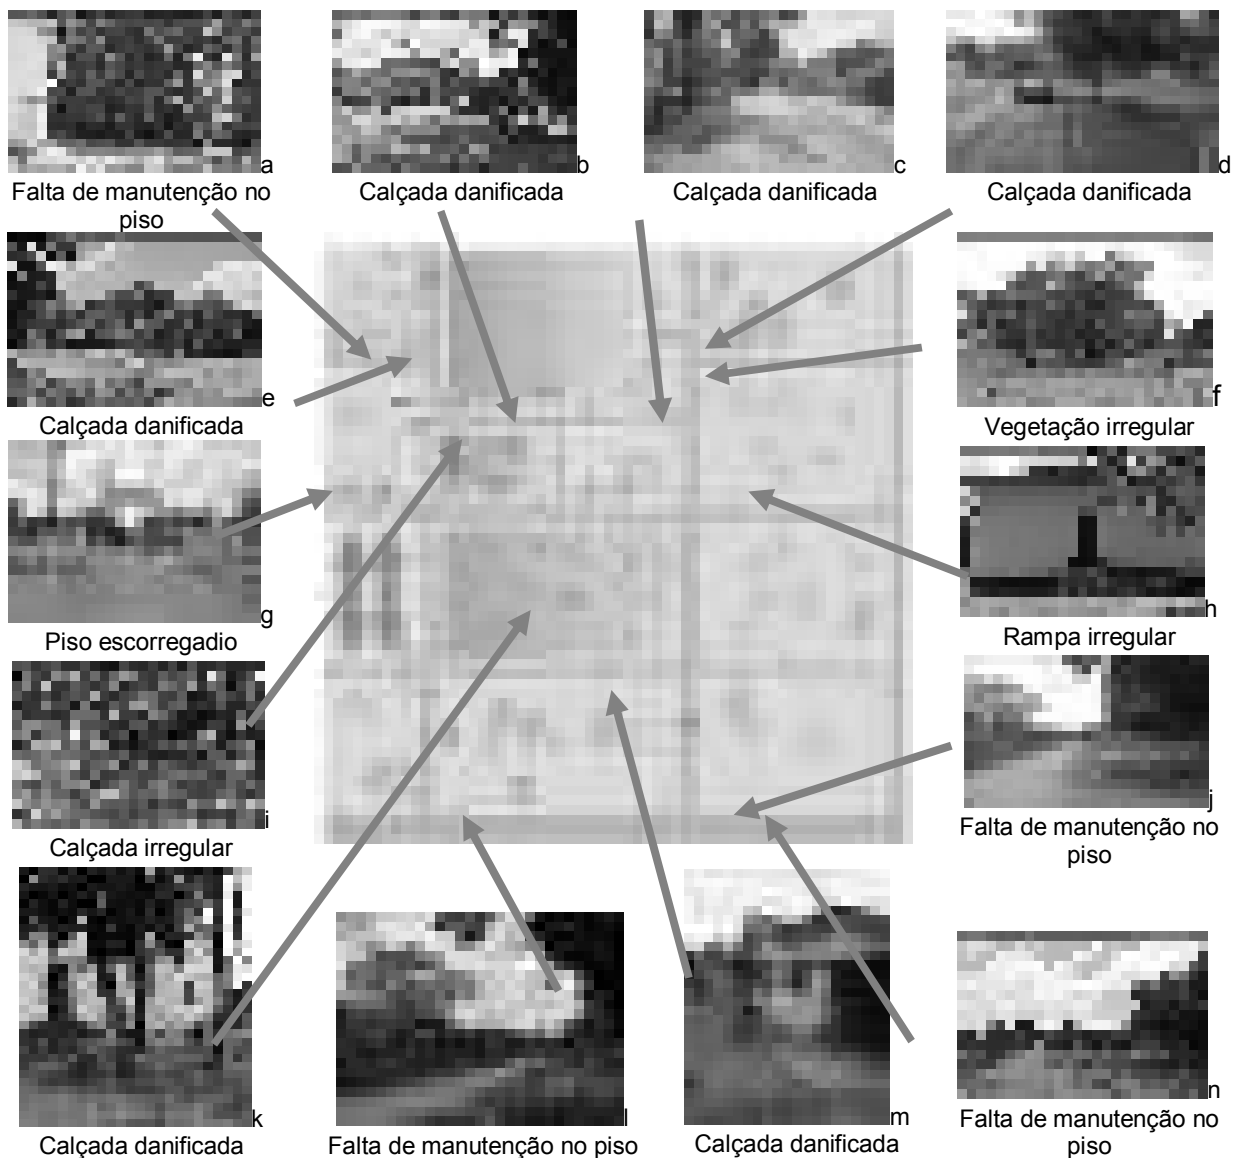 a
Falta de manutenção no
piso
b
Calçada danificada
c
Calçada danificada
d
Calçada danificada
e
Calçada danificada
f
Vegetação irregular
g
Piso escorregadio
h
Rampa irregular
i
Calçada irregular
j
Falta de manutenção no
piso
k
Calçada danificada
l
Falta de manutenção no piso
m
Calçada danificada
n
Falta de manutenção no
piso